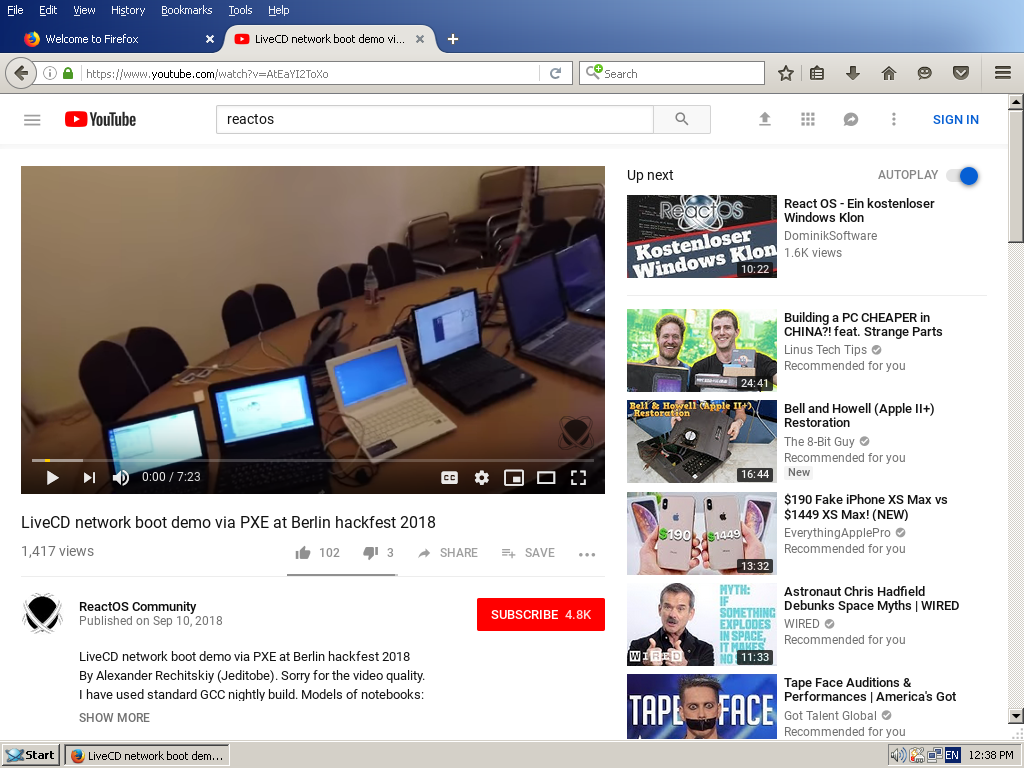 File Edit View History Bookmarks Tools Help
Welcome to Firefox
LiveCD network boot demo vi...
https://www.youtube.com/watch?v=AtEaYI2ToXo
Search
YouTube
reactos
SIGN IN
0:00 / 7:23
CC
LiveCD network boot demo via PXE at Berlin hackfest 2018
1,417 views
102
3
SHARE
SAVE
ReactOS Community
Published on Sep 10, 2018
SUBSCRIBE 4.8K
LiveCD network boot demo via PXE at Berlin hackfest 2018
By Alexander Rechitskiy (Jeditobe). Sorry for the video quality.
I have used standard GCC nightly build. Models of notebooks:
SHOW MORE
Up next
AUTOPLAY
ReactOS
Kostenloser
Windows Klon
10:22
React OS - Ein kostenloser
Windows Klon
DominikSoftware
1.6K views
24:41
Building a PC CHEAPER in
CHINA?! feat. Strange Parts
Linus Tech Tips
Recommended for you
Bell & Howell (Apple II+)
Restoration
16:44
Bell and Howell (Apple II+)
Restoration
The 8-Bit Guy
Recommended for you
New
$190
$1449
13:32
$190 Fake iPhone XS Max vs
$1449 XS Max! (NEW)
EverythingApplePro
Recommended for you
MYTH:
IF
SOMETHING
EXPLODES
IN SPACE,
IT MAKES
NO
WIRED
11:33
Astronaut Chris Hadfield
Debunks Space Myths | WIRED
WIRED
Recommended for you
TAPE FACE
Tape Face Auditions &
Performances | America's Got
Got Talent Global
Recommended for you
Start
LiveCD network boot dem...
EN
12:38 PM